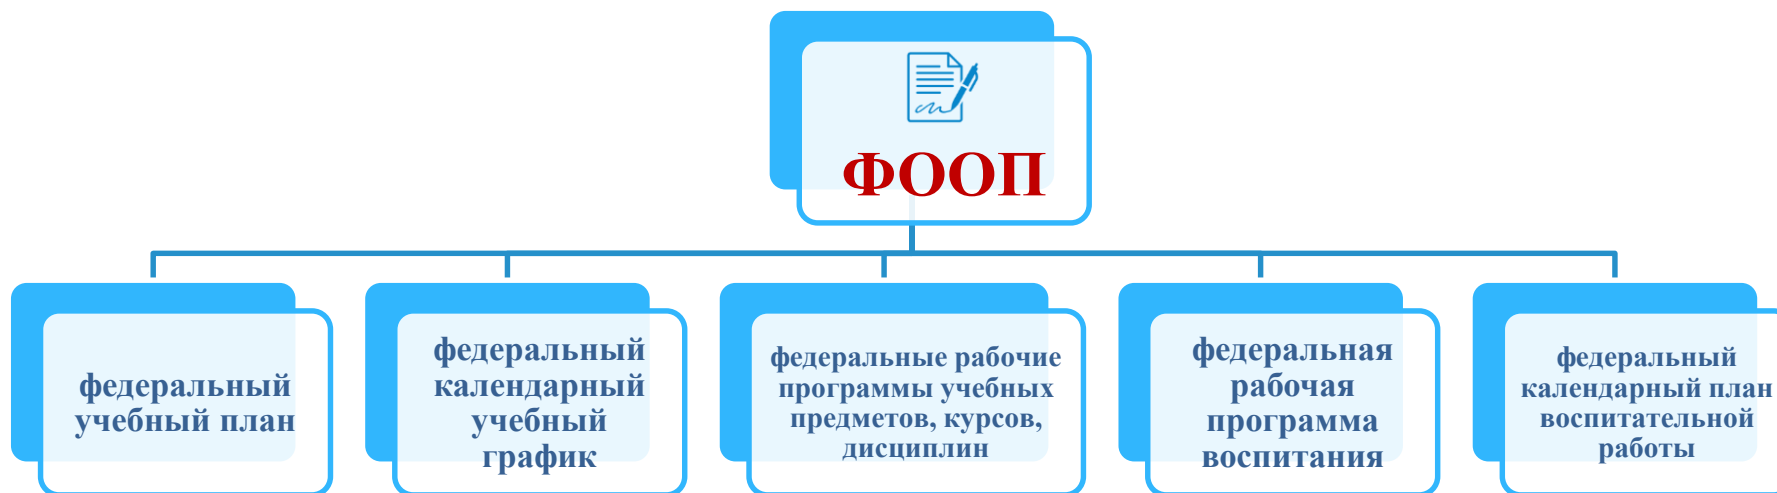 ФООП
федеральный
учебный план
федеральный
календарный
учебный
график
федеральные рабочие
программы учебных
предметов, курсов,
дисциплин
федеральная
рабочая
программа
воспитания
федеральный
календарный план
воспитательной
работы